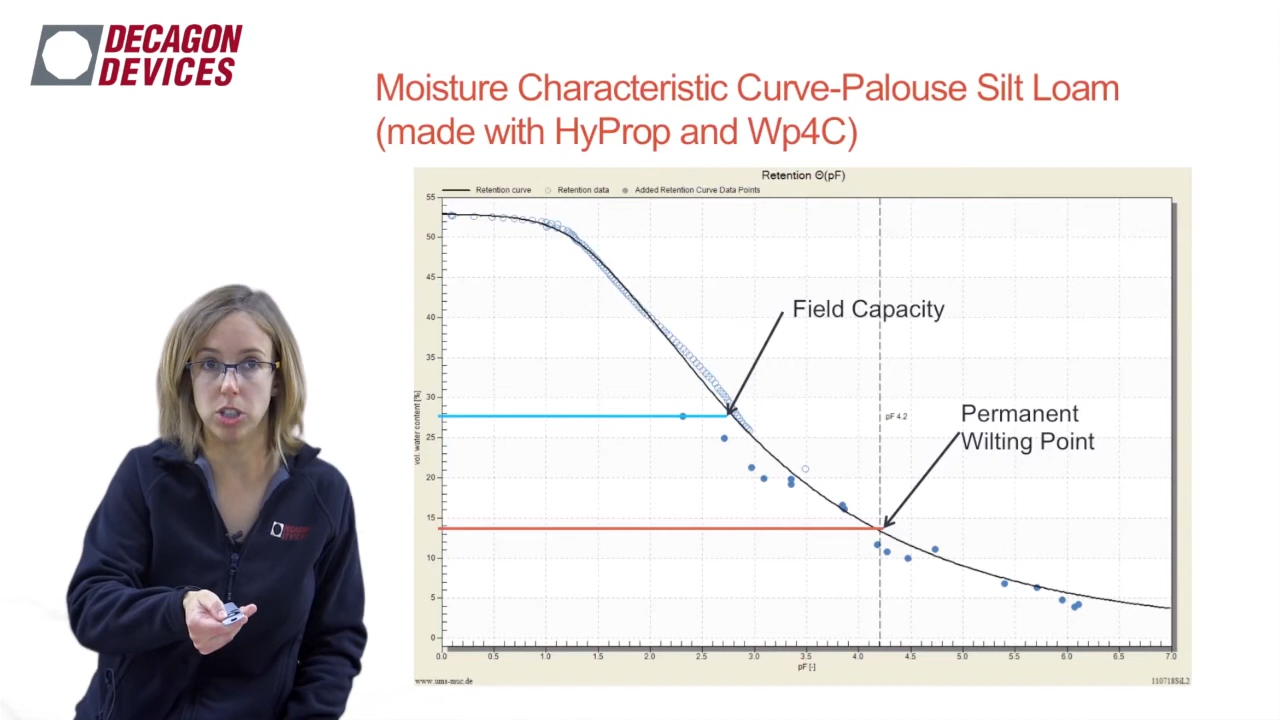 DECAGON
DEVICES
Moisture Characteristic Curve-Palouse Silt Loam
(made with HyProp and Wp4C)
Retention Θ(pF)
Retention curve
Retention data
Added Retention Curve Data Points
55
50
45
40
35
30
25
20
15
10
5
0
vol. water content [%]
Field Capacity
pF 4.2
Permanent
Wilting Point
0.0 0.5 1.0 1.5 2.0 2.5 3.0 3.5 4.0 4.5 5.0 5.5 6.0 6.5 7.0
pF [-]
www.ums-muc.de
110718SiL2